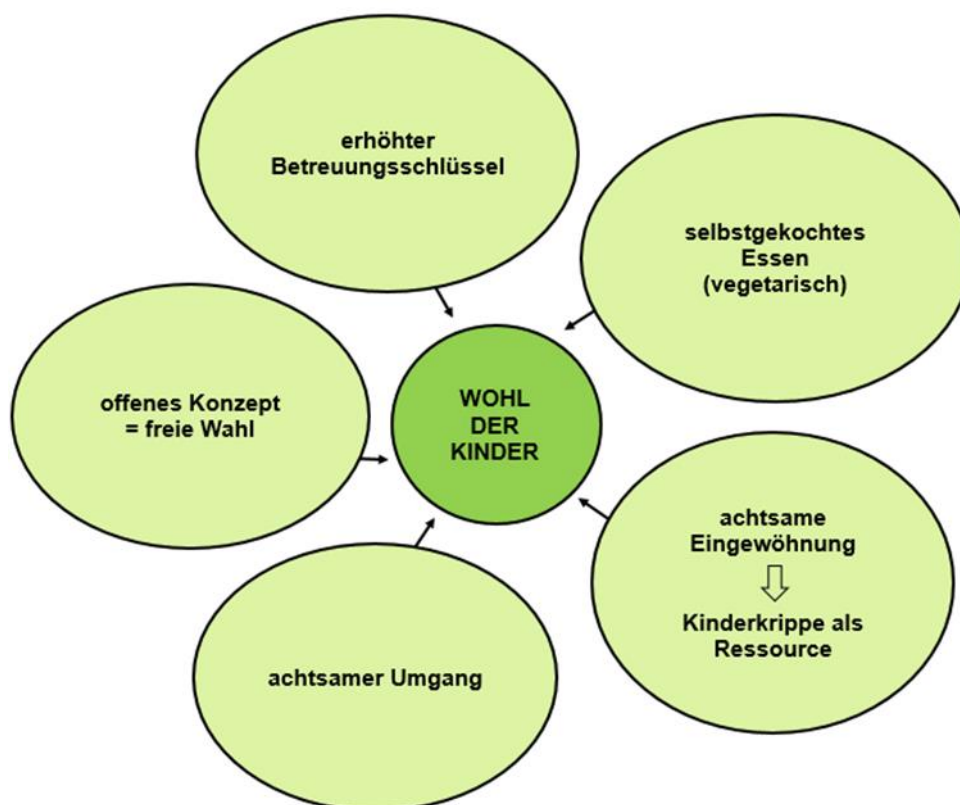 erhöhter
Betreuungsschlüssel
selbstgekochtes
Essen
(vegetarisch)
offenes Konzept
= freie Wahl
WOHL
DER
KINDER
achtsame
Eingewöhnung
Kinderkrippe als
Ressource
achtsamer Umgang